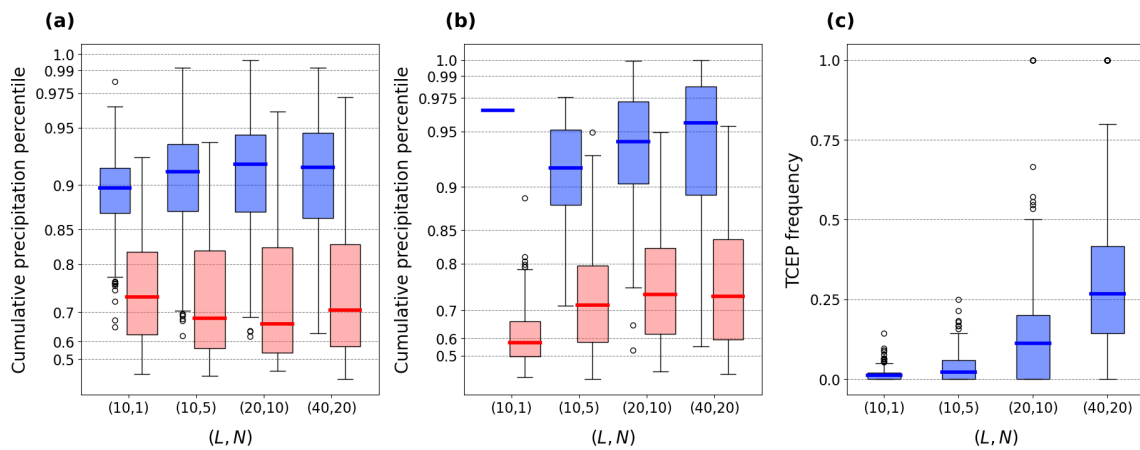 (a)
Cumulative precipitation percentile
1.0
0.99
0.975
0.95
0.9
0.85
0.8
0.7
0.6
0.5
(10,1) (10,5) (20,10) (40,20)
(L, N)
(b)
Cumulative precipitation percentile
1.0
0.99
0.975
0.95
0.9
0.85
0.8
0.7
0.6
0.5
(10,1) (10,5) (20,10) (40,20)
(L, N)
(c)
TCEP frequency
1.0
0.75
0.5
0.25
0.0
(10,1) (10,5) (20,10) (40,20)
(L, N)